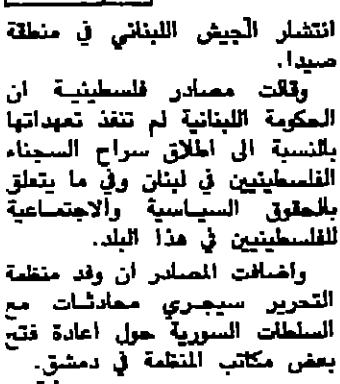 انتشار الجيش اللبناني في منطقة
صيدا.
وقالت مصادر فلسطينية ان
الحكومة اللبنانية لم تنفذ تعهداتها
بالنسبة الى اطلاق سراح السجناء
الفلسطينيين في لبنان وفي ما يتعلق
بالحقوق السياسية والاجتماعية
للفلسطينيين في هذا البلد.
واضافت المصادر ان وفد منظمة
التحرير سيجري محادثات مع
السلطات السورية حول اعادة فتح
بعض مكاتب المنظمة في دمشق.